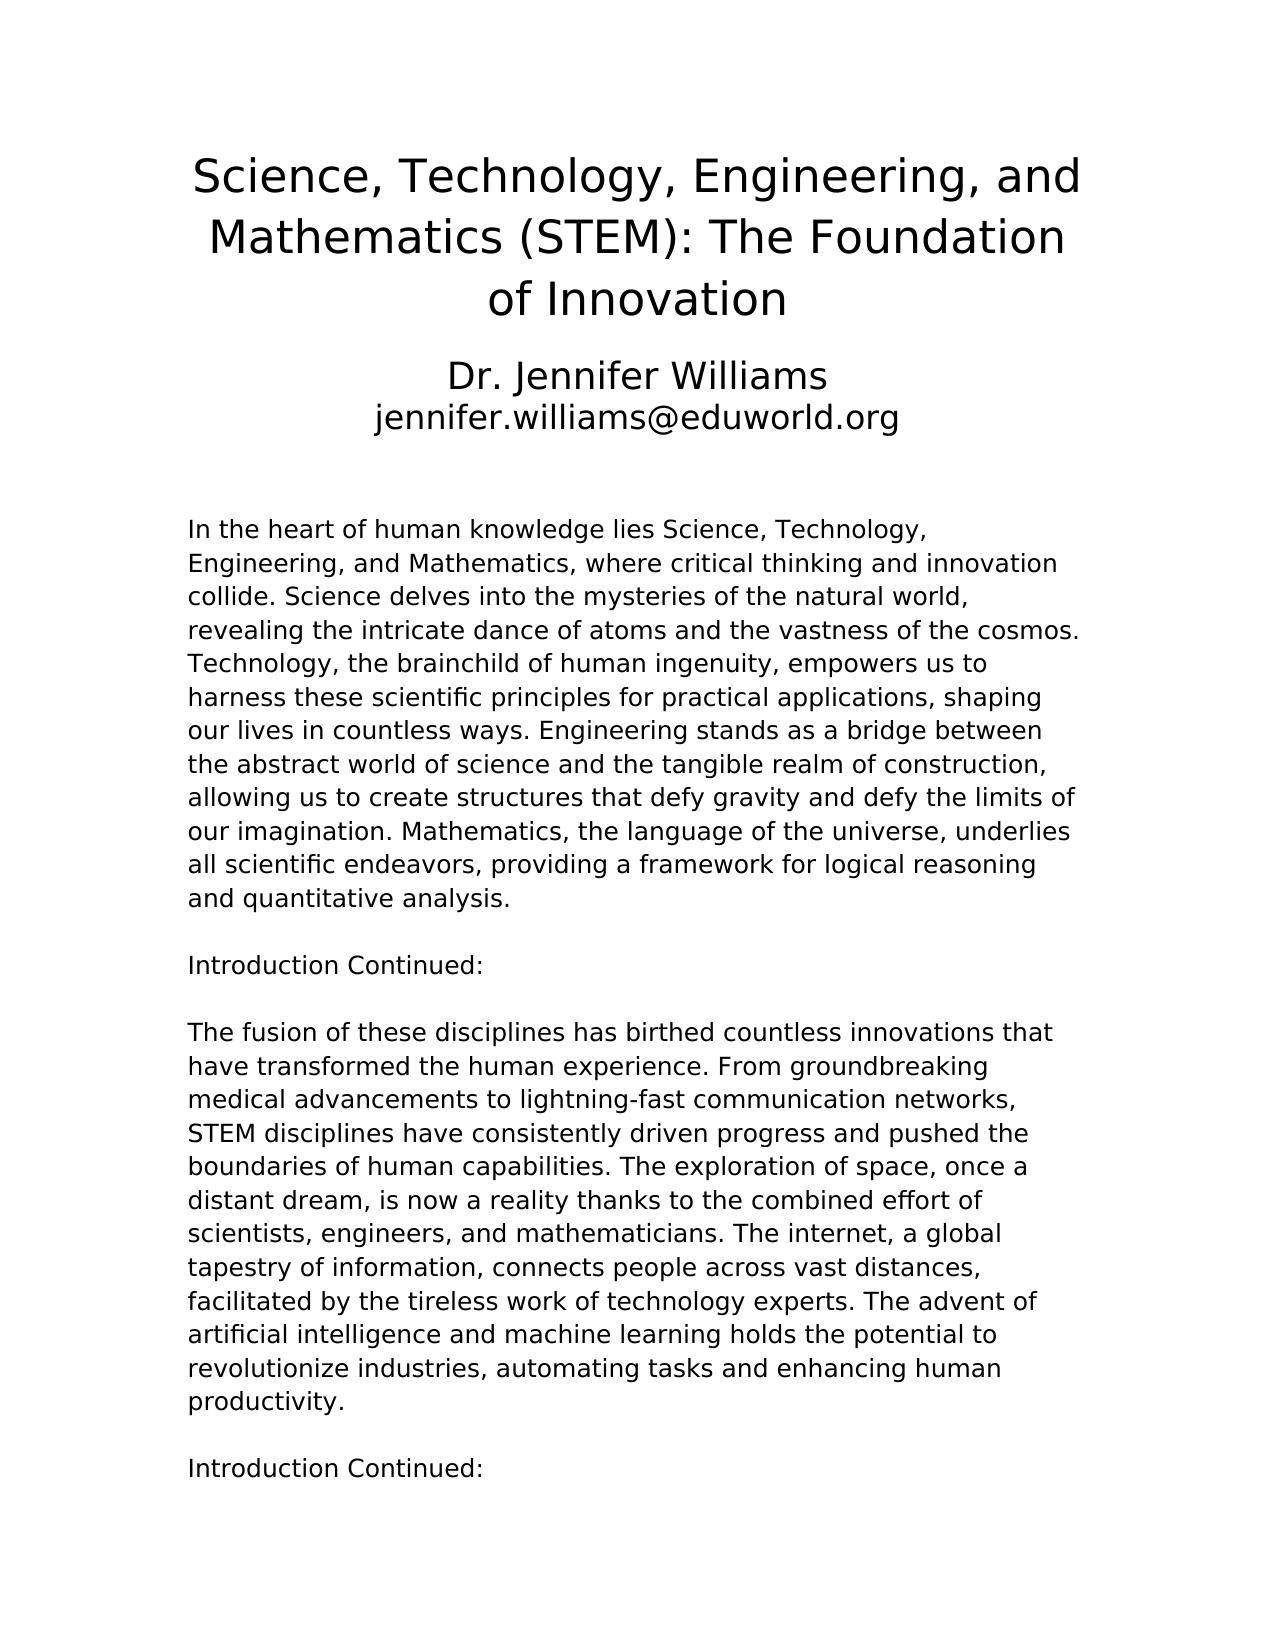 Science, Technology, Engineering, and
Mathematics (STEM): The Foundation
of Innovation
Dr. Jennifer Williams
jennifer.williams@eduworld.org
In the heart of human knowledge lies Science, Technology,
Engineering, and Mathematics, where critical thinking and innovation
collide. Science delves into the mysteries of the natural world,
revealing the intricate dance of atoms and the vastness of the cosmos.
Technology, the brainchild of human ingenuity, empowers us to
harness these scientific principles for practical applications, shaping
our lives in countless ways. Engineering stands as a bridge between
the abstract world of science and the tangible realm of construction,
allowing us to create structures that defy gravity and defy the limits of
our imagination. Mathematics, the language of the universe, underlies
all scientific endeavors, providing a framework for logical reasoning
and quantitative analysis.
Introduction Continued:
The fusion of these disciplines has birthed countless innovations that
have transformed the human experience. From groundbreaking
medical advancements to lightning-fast communication networks,
STEM disciplines have consistently driven progress and pushed the
boundaries of human capabilities. The exploration of space, once a
distant dream, is now a reality thanks to the combined effort of
scientists, engineers, and mathematicians. The internet, a global
tapestry of information, connects people across vast distances,
facilitated by the tireless work of technology experts. The advent of
artificial intelligence and machine learning holds the potential to
revolutionize industries, automating tasks and enhancing human
productivity.
Introduction Continued: